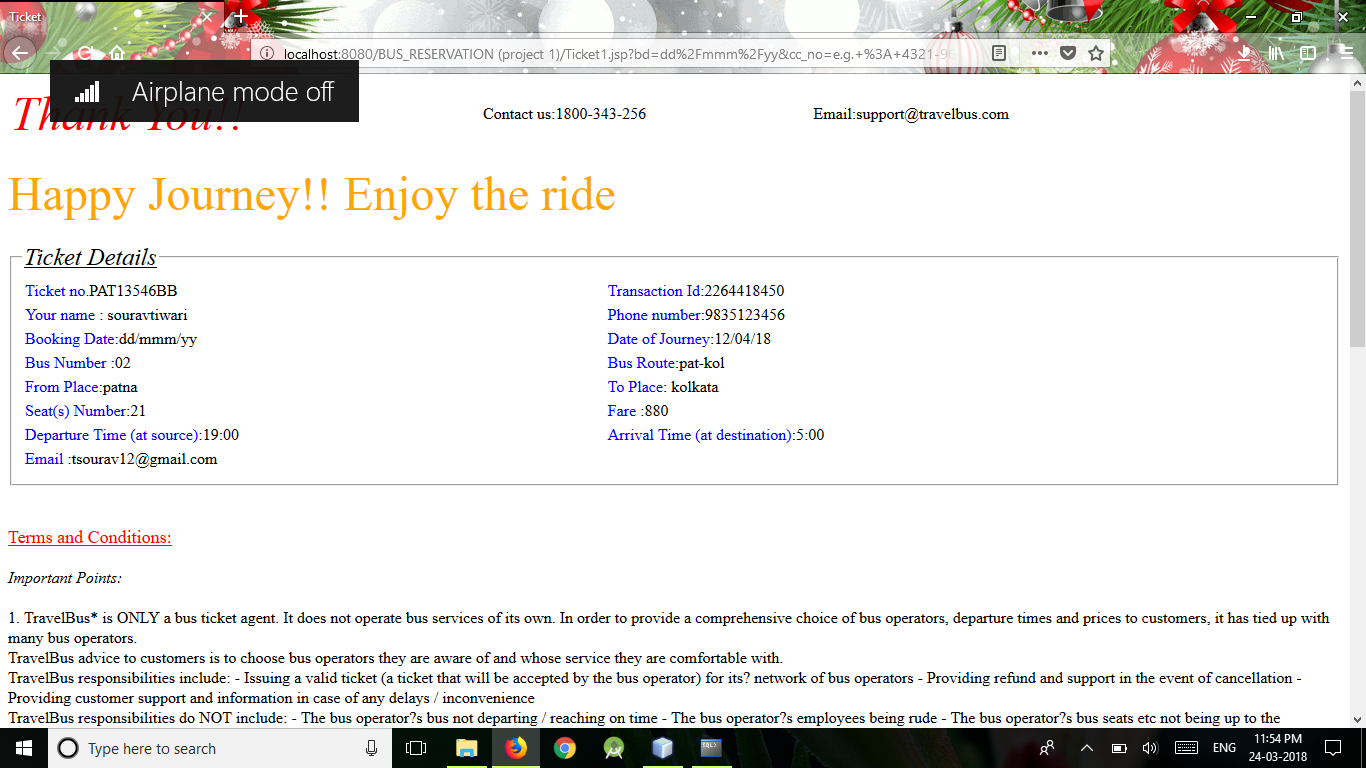 Ticket
localhost:8080/BUS_RESERVATION (project 1)/Ticket1.jsp?bd=dd%2Fmmm%2Fyy&cc_no=e.g.+%3A+4321-9
Airplane mode off
Thank You!!
Contact us:1800-343-256
Email:support@travelbus.com
Happy Journey!! Enjoy the ride
Ticket Details
Ticket no.PAT13546BB
Transaction Id:2264418450
Your name : souravtiwari
Phone number:9835123456
Booking Date:dd/mmm/yy
Date of Journey:12/04/18
Bus Number :02
Bus Route:pat-kol
From Place:patna
To Place: kolkata
Seat(s) Number:21
Fare :880
Departure Time (at source):19:00
Arrival Time (at destination):5:00
Email :tsourav12@gmail.com
Terms and Conditions:
Important Points:
1. TravelBus* is ONLY a bus ticket agent. It does not operate bus services of its own. In order to provide a comprehensive choice of bus operators, departure times and prices to customers, it has tied up with
many bus operators.
TravelBus advice to customers is to choose bus operators they are aware of and whose service they are comfortable with.
TravelBus responsibilities include: - Issuing a valid ticket (a ticket that will be accepted by the bus operator) for its? network of bus operators - Providing refund and support in the event of cancellation -
Providing customer support and information in case of any delays / inconvenience
TravelBus responsibilities do NOT include: - The bus operator?s bus not departing / reaching on time - The bus operator?s employees being rude - The bus operator?s bus seats etc not being up to the
Type here to search
SQL>
ENG
11:54 PM
24-03-2018